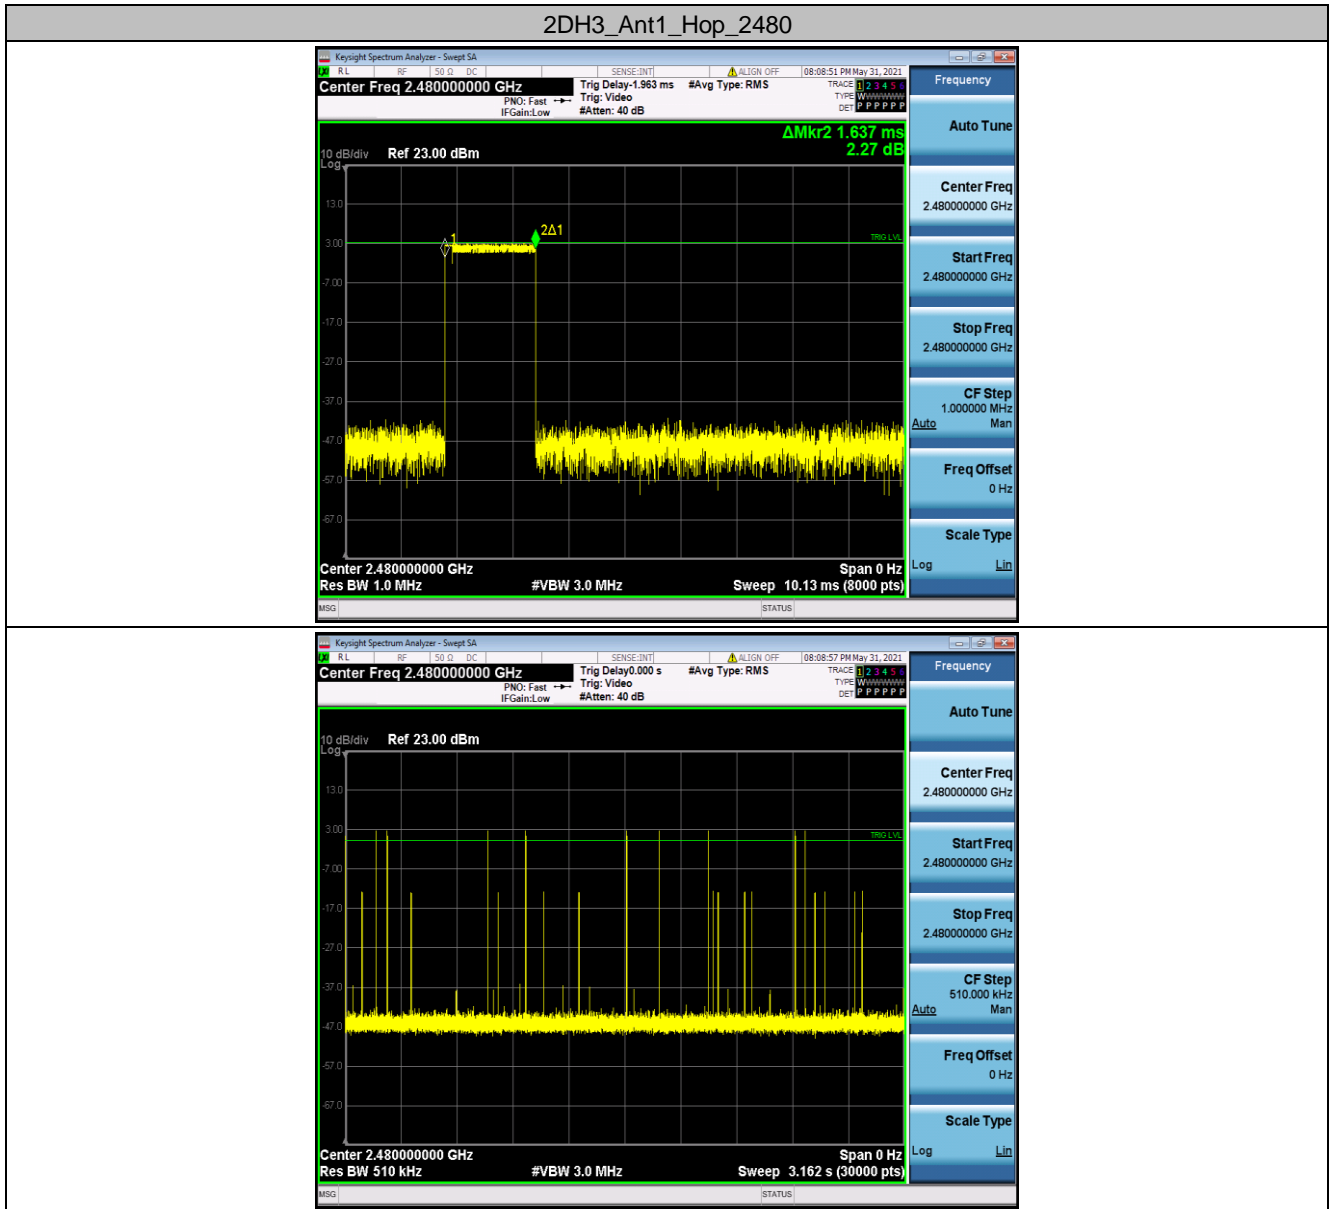 2DH3_Ant1_Hop_2480
Keysight Spectrum Analyzer - Swept SA
RL RF 50 Ω DC SENSE:INT ALIGN OFF 08:08:51 PM May 31, 2021
Center Freq 2.480000000 GHz
PNO: Fast
IFGain:Low
Trig Delay-1.963 ms
Trig: Video
#Atten: 40 dB
#Avg Type: RMS
TRACE 1 2 3 4 5 6
TYPE WWWWWW
DET P P P P P P
ΔMkr2 1.637 ms
2.27 dB
10 dB/div
Log
Ref 23.00 dBm
13.0
3.00
-7.00
-17.0
-27.0
-37.0
-47.0
-57.0
-67.0
1
2Δ1
TRIG LVL
Center 2.480000000 GHz
Span 0 Hz
Res BW 1.0 MHz
#VBW 3.0 MHz
Sweep 10.13 ms (8000 pts)
MSG
STATUS
Frequency
Auto Tune
Center Freq
2.480000000 GHz
Start Freq
2.480000000 GHz
Stop Freq
2.480000000 GHz
CF Step
1.000000 MHz
Auto Man
Freq Offset
0 Hz
Scale Type
Log Lin
Keysight Spectrum Analyzer - Swept SA
RL RF 50 Ω DC SENSE:INT ALIGN OFF 08:08:57 PM May 31, 2021
Center Freq 2.480000000 GHz
PNO: Fast
IFGain:Low
Trig Delay0.000 s
Trig: Video
#Atten: 40 dB
#Avg Type: RMS
TRACE 1 2 3 4 5 6
TYPE WWWWWW
DET P P P P P P
10 dB/div
Log
Ref 23.00 dBm
13.0
3.00
-7.00
-17.0
-27.0
-37.0
-47.0
-57.0
-67.0
TRIG LVL
Center 2.480000000 GHz
Span 0 Hz
Res BW 510 kHz
#VBW 3.0 MHz
Sweep 3.162 s (30000 pts)
MSG
STATUS
Frequency
Auto Tune
Center Freq
2.480000000 GHz
Start Freq
2.480000000 GHz
Stop Freq
2.480000000 GHz
CF Step
510.000 kHz
Auto Man
Freq Offset
0 Hz
Scale Type
Log Lin